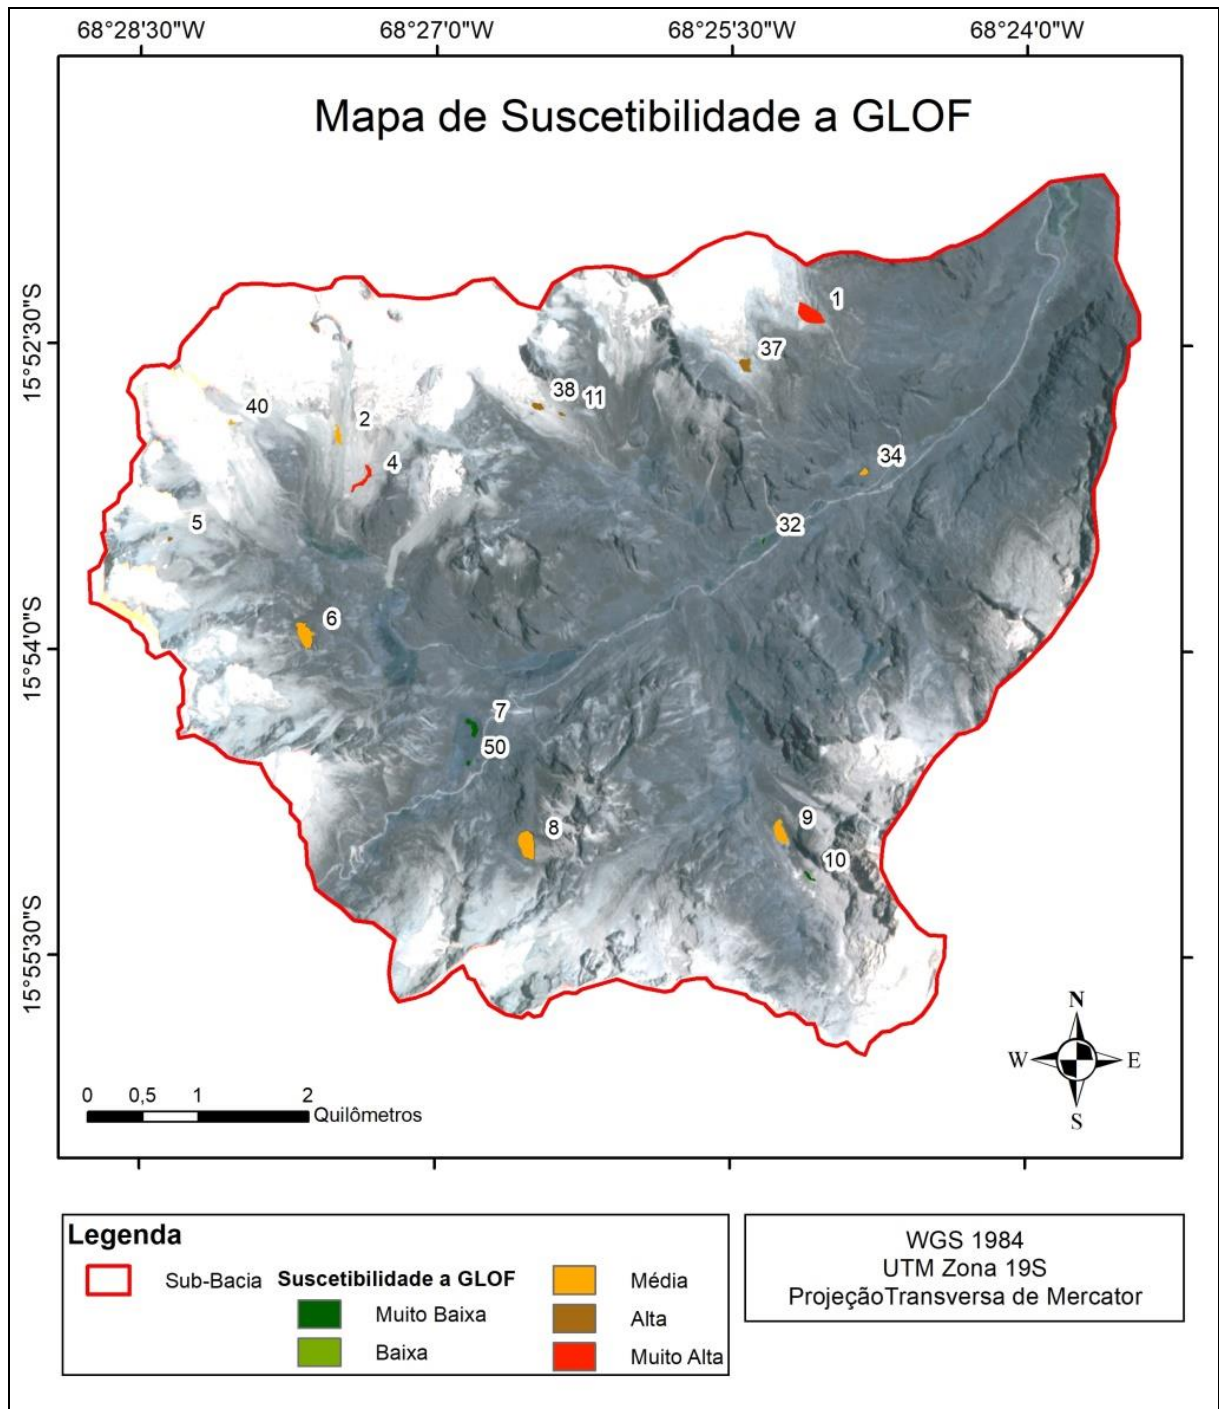 68°28'30"W 68°27'0"W 68°25'30"W 68°24'0"W
Mapa de Suscetibilidade a GLOF
15°52'30"S
15°54'0"S
15°55'30"S
1
37
38
11
40
2
4
34
5
32
6
7
50
8
9
10
N
W E
S
0 0,5 1 2
Quilômetros
Legenda
Sub-Bacia
Suscetibilidade a GLOF
Muito Baixa
Baixa
Média
Alta
Muito Alta
WGS 1984
UTM Zona 19S
ProjeçãoTransversa de Mercator